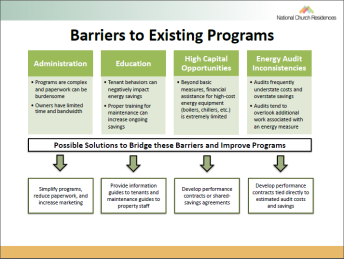 National Church Residences
Barriers to Existing Programs
Administration
• Programs are complex
and paperwork can be
burdensome
• Owners have limited
time and bandwidth
Education
• Tenant behaviors can
negatively impact
energy savings
• Proper training for
maintenance can
increase ongoing
savings
High Capital
Opportunities
• Beyond basic
measures, financial
assistance for high-cost
energy equipment
(boilers, chillers, etc.)
is extremely limited
Energy Audit
Inconsistencies
• Audits frequently
understate costs and
overstate savings
• Audits tend to
overlook additional
work associated with
an energy measure
Possible Solutions to Bridge these Barriers and Improve Programs
Simplify programs,
reduce paperwork, and
increase marketing
Provide information
guides to tenants and
maintenance guides to
property staff
Develop performance
contracts or shared-
savings agreements
Develop performance
contracts tied directly to
estimated audit costs
and savings